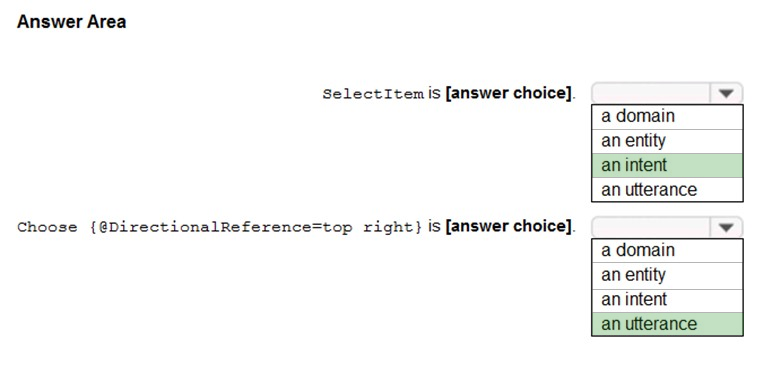 Answer Area
SelectItem is [answer choice].
a domain
an entity
an intent
an utterance
Choose {@DirectionalReference=top right} is [answer choice].
a domain
an entity
an intent
an utterance